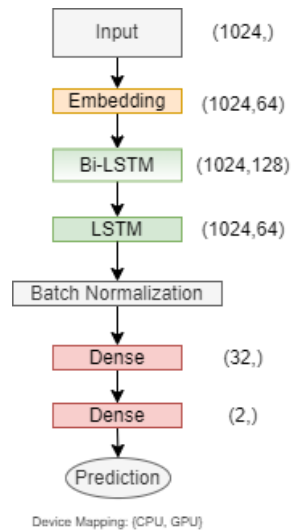 Input (1024,)
Embedding (1024,64)
Bi-LSTM (1024,128)
LSTM (1024,64)
Batch Normalization
Dense (32,)
Dense (2,)
Prediction
Device Mapping: {CPU, GPU}